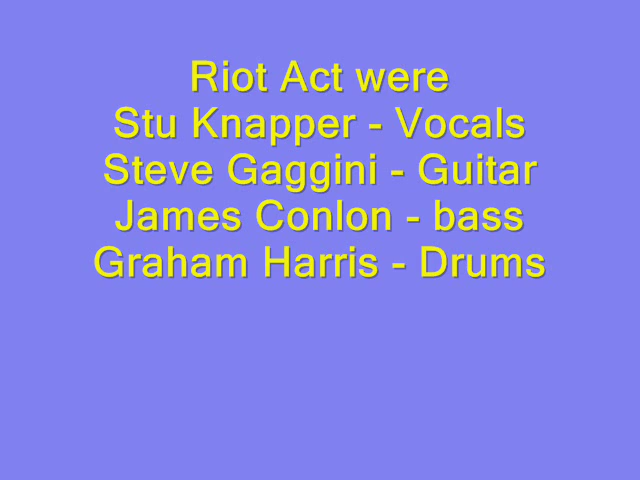 Riot Act were
Stu Knapper - Vocals
Steve Gaggini - Guitar
James Conlon - bass
Graham Harris - Drums